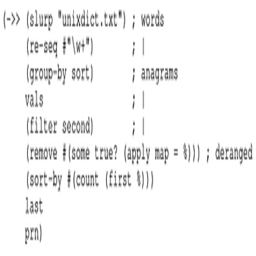 (->> (slurp "unixdict.txt") ; words
(re-seq #"\w+") ; |
(group-by sort) ; anagrams
vals ; |
(filter second) ; |
(remove #(some true? (apply map = %))) ; deranged
(sort-by #(count (first %)))
last
prn)